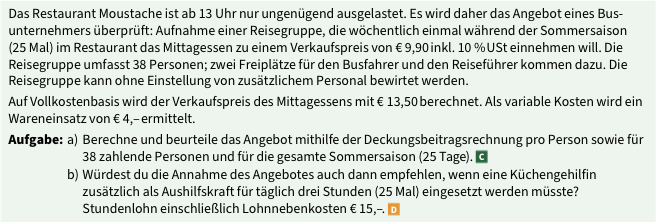 Das Restaurant Moustache ist ab 13 Uhr nur ungenügend ausgelastet. Es wird daher das Angebot eines Bus-
unternehmers überprüft: Aufnahme einer Reisegruppe, die wöchentlich einmal während der Sommersaison
(25 Mal) im Restaurant das Mittagessen zu einem Verkaufspreis von € 9,90 inkl. 10 % USt einnehmen will. Die
Reisegruppe umfasst 38 Personen; zwei Freiplätze für den Busfahrer und den Reiseführer kommen dazu. Die
Reisegruppe kann ohne Einstellung von zusätzlichem Personal bewirtet werden.
Auf Vollkostenbasis wird der Verkaufspreis des Mittagessens mit € 13,50 berechnet. Als variable Kosten wird ein
Wareneinsatz von € 4,– ermittelt.
Aufgabe: a) Berechne und beurteile das Angebot mithilfe der Deckungsbeitragsrechnung pro Person sowie für
38 zahlende Personen und für die gesamte Sommersaison (25 Tage). C
b) Würdest du die Annahme des Angebotes auch dann empfehlen, wenn eine Küchengehilfin
zusätzlich als Aushilfskraft für täglich drei Stunden (25 Mal) eingesetzt werden müsste?
Stundenlohn einschließlich Lohnnebenkosten € 15,–. D